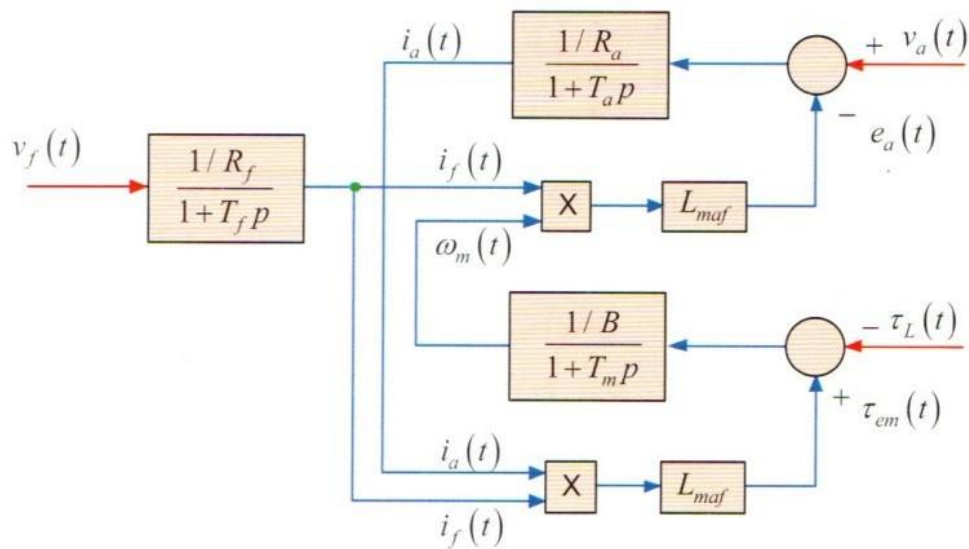 i_a(t)
1/ R_a
1+T_a p
+ v_a(t)
−
e_a(t)
v_f(t)
1/ R_f
1+T_f p
i_f(t)
X
L_maf
ω_m(t)
1/ B
1+T_m p
− τ_L(t)
+
τ_em(t)
i_a(t)
X
L_maf
i_f(t)